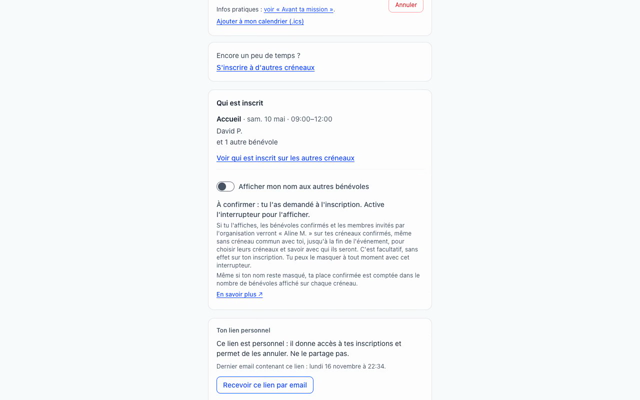 Infos pratiques : voir « Avant ta mission ».
Annuler
Ajouter à mon calendrier (.ics)
Encore un peu de temps ?
S'inscrire à d'autres créneaux
Qui est inscrit
Accueil · sam. 10 mai · 09:00–12:00
David P.
et 1 autre bénévole
Voir qui est inscrit sur les autres créneaux
Afficher mon nom aux autres bénévoles
À confirmer : tu l'as demandé à l'inscription. Active
l'interrupteur pour l'afficher.
Si tu l'affiches, les bénévoles confirmés et les membres invités par
l'organisation verront « Aline M. » sur tes créneaux confirmés, même
sans créneau commun avec toi, jusqu'à la fin de l'événement, pour
choisir leurs créneaux et savoir avec qui ils seront. C'est facultatif, sans
effet sur ton inscription. Tu peux le masquer à tout moment avec cet
interrupteur.
Même si ton nom reste masqué, ta place confirmée est comptée dans le
nombre de bénévoles affiché sur chaque créneau.
En savoir plus ↗
Ton lien personnel
Ce lien est personnel : il donne accès à tes inscriptions et
permet de les annuler. Ne le partage pas.
Dernier email contenant ce lien : lundi 16 novembre à 22:34.
Recevoir ce lien par email